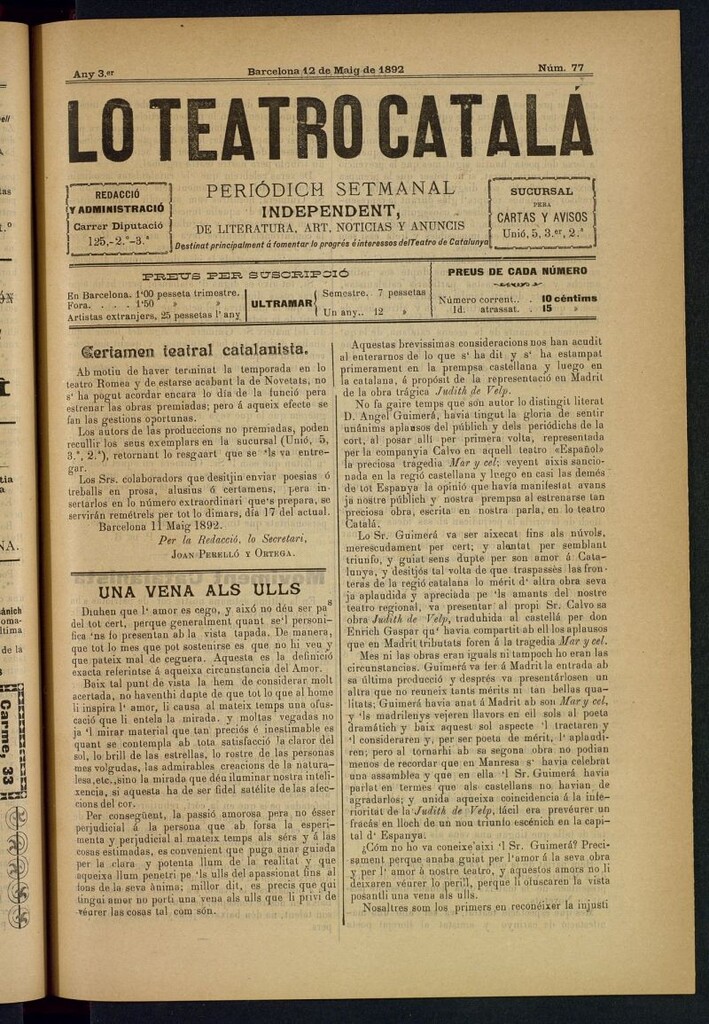 Any 3.er
Barcelona 12 de Maig de 1892
Núm. 77
LO TEATRO CATALÁ
REDACCIÓ
Y ADMINISTRACIÓ
Carrer Diputació
125,-2.ª-3.ª
PERIÓDICH SETMANAL
INDEPENDENT,
DE LITERATURA, ART, NOTICIAS Y ANUNCIS
Destinat principalment á fomentar lo progrés é interessos del Teatro de Catalunya
SUCURSAL
PERA
CARTAS Y AVISOS
Unió, 5, 3.er, 2.ª
PREUS PER SUSCRIPCIÓ
En Barcelona. 1'00 pesseta trimestre.
Fora. . . . 1'50 » »
Artistas extranjers, 25 pessetas l' any
ULTRAMAR
Semestre. 7 pessetas
Un any.. 12 »
PREUS DE CADA NÚMERO
Número corrent.. . 10 céntims
Id. atrassat. . 15 »
Certamen teatral catalanista.
Ab motiu de haver terminat la temporada en lo
teatro Romea y de estarse acabant la de Novetats, no
s' ha pogut acordar encara lo día de la funció pera
estrenar las obras premiadas; pero á aqueix efecte se
fan las gestions oportunas.
Los autors de las produccions no premiadas, poden
recullir los seus exemplars en la sucursal (Unió, 5,
3.ª, 2.ª), retornant lo resguart que se 'ls va entre-
gar.
Los Srs. colaboradors que desitjin enviar poesías ó
treballs en prosa, alusius ó certamens, pera in-
sertarlos en lo número extraordinari que 's prepara, se
servirán remétrels per tot lo dimars, día 17 del actual.
Barcelona 11 Maig 1892.
Per la Redacció, lo Secretari,
JOAN PERELLÓ Y ORTEGA.
UNA VENA ALS ULLS
Diuhen que l' amor es cego, y aixó no déu ser pas
del tot cert, perque generalment quant se 'l personi-
fica 'ns lo presentan ab la vista tapada. De manera,
que tot lo mes que pot sostenirse es que no hi veu y
que pateix mal de ceguera. Aquesta es la definició
exacta referintse á aqueixa circunstancia del Amor.
Baix tal punt de vista la hem de considerar molt
acertada, no haventhi dupte de que tot lo que al home
li inspira l' amor, li causa al mateix temps una ofus-
cació que li entela la mirada. y moltas vegadas no
ja 'l mirar material que tan preciós é inestimable es
quant se contempla ab tota satisfacció la claror del
sol, lo brill de las estrellas, lo rostre de las personas
mes volgudas, las admirables creacions de la natura-
lesa, etc., sino la mirada que déu iluminar nostra inteli-
xencia, si aquesta ha de ser fidel satélite de las afec-
cions del cor.
Per conseguent, la passió amorosa pera no ésser
perjudicial á la persona que ab forsa la esperi-
menta y perjudicial al mateix temps als sérs y á las
cosas estimadas, es convenient que puga anar guiada
per la clara y potenta llum de la realitat y que
aqueixa llum penetri pe 'ls ulls del apassionat fins al
fons de la seva ánima; millor dit, es precis que qui
tingui amor no porti una vena als ulls que li privi de
véurer las cosas tal com són.
Aquestas brevissimas consideracions nos han acudit
al enterarnos de lo que s' ha dit y s' ha estampat
primerament en la prempsa castellana y luego en
la catalana, á propósit de la representació en Madrit
de la obra trágica Judith de Velp.
No fa gaire temps que son autor lo distingit literat
D. Angel Guimerá, havia tingut la gloria de sentir
unánims aplausos del públich y dels periódichs de la
cort, al posar allí per primera volta, representada
per la companyia Calvo en aquell teatro «Español»
la preciosa tragedia Mar y cel; veyent aixis sancio-
nada en la regió castellana y luego en casi las demés
de tot Espanya la opinió que havía manifestat avans
ja nostre públich y nostra prempsa al estrenarse tan
preciosa obra, escrita en nostra parla, en lo teatro
Catalá.
Lo Sr. Guimerá va ser aixecat fins als núvols,
merescudament per cert; y alentat per semblant
triunfo, y guiat sens dupte per son amor á Cata-
lunya, y desitjós tal volta de que traspassés las fron-
teras de la regió catalana lo mérit d' altra obra seva
ja aplaudida y apreciada pe 'ls amants del nostre
teatro regional, va presentar al propi Sr. Calvo sa
obra Judith de Velp, traduhida al castellá per don
Enrich Gaspar qu' havia compartit ab ell los aplausos
que en Madrit tributats foren á la tragedia Mar y cel.
Mes ni las obras eran iguals ni tampoch ho eran las
circunstancias. Guimerá va fer á Madrit la entrada ab
sa última producció y després va presentárlosen un
altra que no reuneix tants mérits ni tan bellas qua-
litats; Guimerá havia anat á Madrit ab son Mar y cel,
y 'ls madrilenys vejeren llavors en ell sols al poeta
dramátich y baix aquest sol aspecte 'l tractaren y
'l consideraren y, per ser poeta de mérit, l' aplaudi-
ren; pero al tornarhi ab sa segona obra no podian
menos de recordar que en Manresa s' havia celebrat
una assamblea y que en ella 'l Sr. Guimerá havia
parlat en termes que als castellans no havian de
agradarlos; y unida aqueixa coincidencia á la infe-
rioritat de la Judith de Velp, fácil era prevéurer un
fracás en lloch de un nou triunfo escénich en la capi-
tal d' Espanya.
¿Cóm no ho va coneixe aixi 'l Sr. Guimerá? Preci-
sament perque anaba guiat per l' amor á la seva obra
y per l' amor á nostre teatro, y aquestos amors no li
deixaren véurer lo perill, perque li ofuscaren la vista
posantli una vena als ulls.
Nosaltres som los primers en reconéixer la injusti
Carme, 33